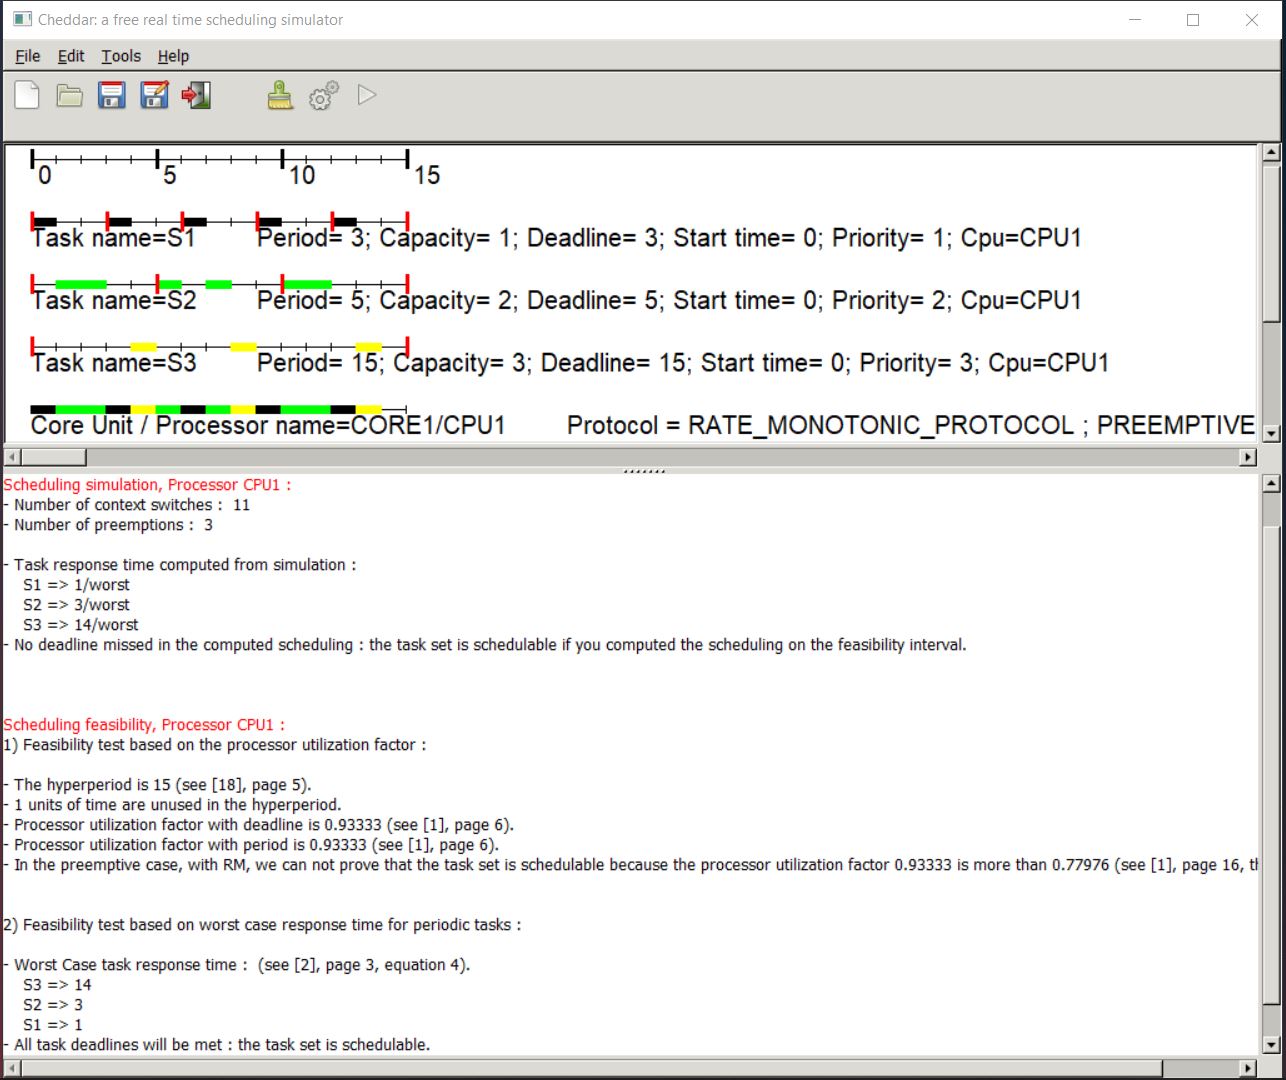 Cheddar: a free real time scheduling simulator
File Edit Tools Help
0 5 10 15
Task name=S1 Period= 3; Capacity= 1; Deadline= 3; Start time= 0; Priority= 1; Cpu=CPU1
Task name=S2 Period= 5; Capacity= 2; Deadline= 5; Start time= 0; Priority= 2; Cpu=CPU1
Task name=S3 Period= 15; Capacity= 3; Deadline= 15; Start time= 0; Priority= 3; Cpu=CPU1
Core Unit / Processor name=CORE1/CPU1 Protocol = RATE_MONOTONIC_PROTOCOL ; PREEMPTIVE
Scheduling simulation, Processor CPU1 :
- Number of context switches : 11
- Number of preemptions : 3
- Task response time computed from simulation :
S1 => 1/worst
S2 => 3/worst
S3 => 14/worst
- No deadline missed in the computed scheduling : the task set is schedulable if you computed the scheduling on the feasibility interval.
Scheduling feasibility, Processor CPU1 :
1) Feasibility test based on the processor utilization factor :
- The hyperperiod is 15 (see [18], page 5).
- 1 units of time are unused in the hyperperiod.
- Processor utilization factor with deadline is 0.93333 (see [1], page 6).
- Processor utilization factor with period is 0.93333 (see [1], page 6).
- In the preemptive case, with RM, we can not prove that the task set is schedulable because the processor utilization factor 0.93333 is more than 0.77976 (see [1], page 16,
2) Feasibility test based on worst case response time for periodic tasks :
- Worst Case task response time : (see [2], page 3, equation 4).
S3 => 14
S2 => 3
S1 => 1
- All task deadlines will be met : the task set is schedulable.